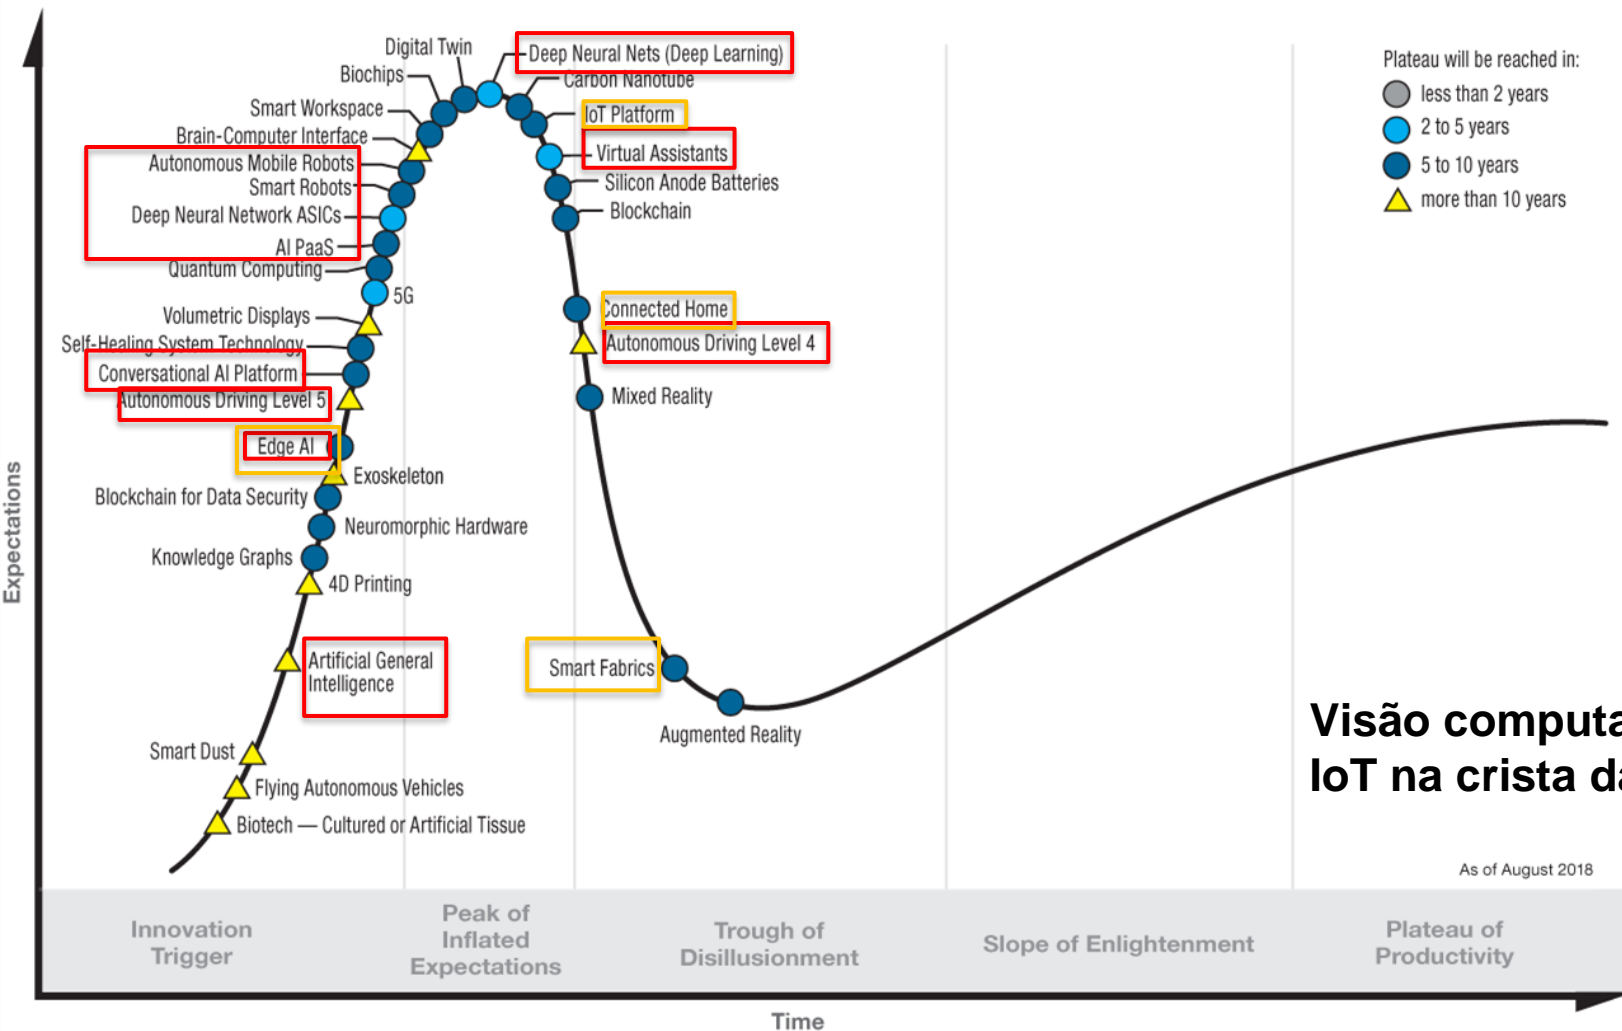 Digital Twin
Deep Neural Nets (Deep Learning)
Biochips
Carbon Nanotube
Smart Workspace
IoT Platform
Brain-Computer Interface
Virtual Assistants
Autonomous Mobile Robots
Smart Robots
Silicon Anode Batteries
Deep Neural Network ASICs
Blockchain
AI PaaS
Quantum Computing
5G
Volumetric Displays
Connected Home
Self-Healing System Technology
Autonomous Driving Level 4
Conversational AI Platform
Mixed Reality
Autonomous Driving Level 5
Edge AI
Exoskeleton
Blockchain for Data Security
Neuromorphic Hardware
Knowledge Graphs
4D Printing
Artificial General
Intelligence
Smart Fabrics
Augmented Reality
Smart Dust
Flying Autonomous Vehicles
Biotech — Cultured or Artificial Tissue
Plateau will be reached in:
less than 2 years
2 to 5 years
5 to 10 years
more than 10 years
Visão
IoT na crista
As of August 2018
Expectations
Innovation
Trigger
Peak of
Inflated
Expectations
Trough of
Disillusionment
Slope of Enlightenment
Plateau of
Productivity
Time